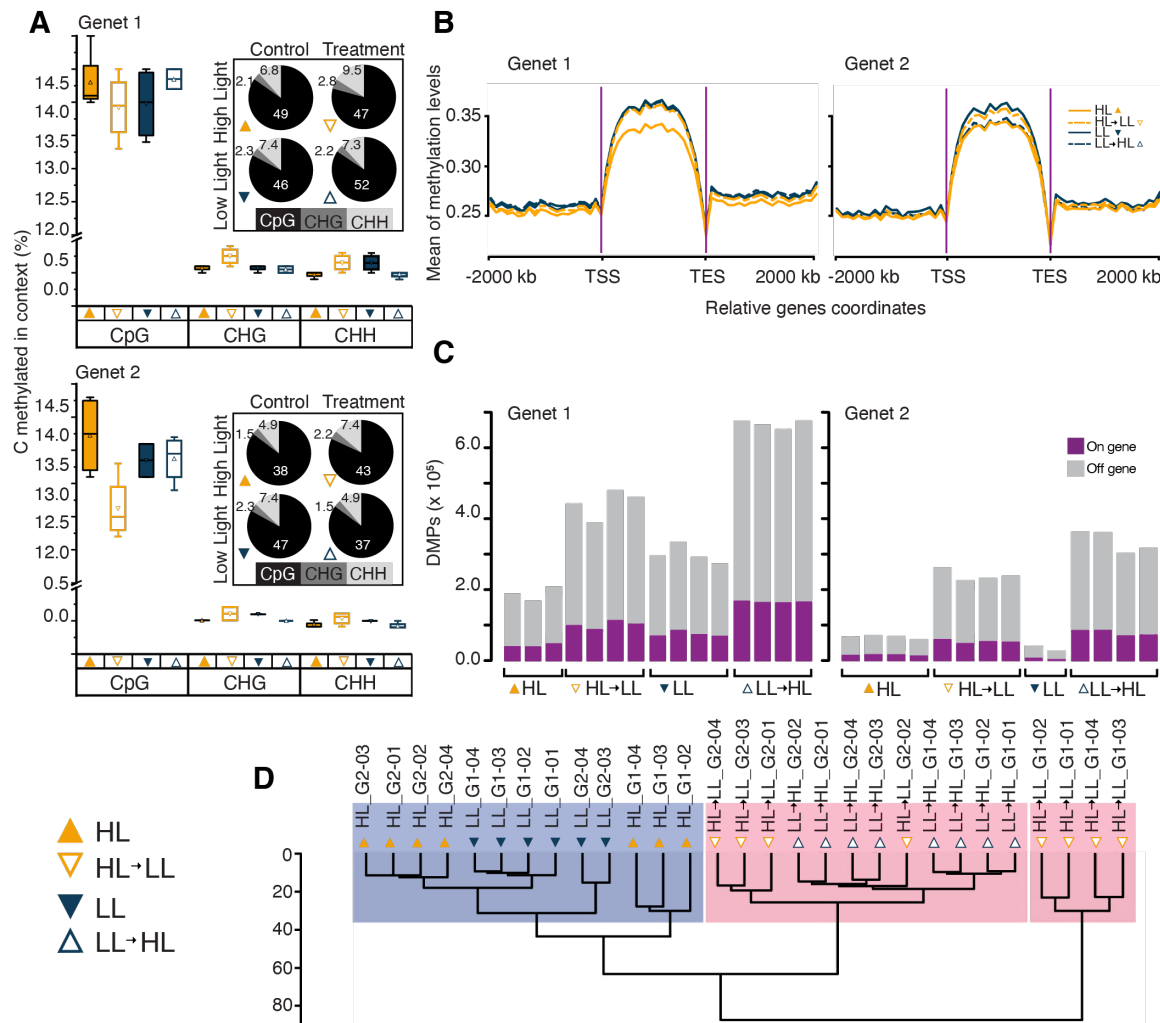 A
Genet 1
C methylated in context (%)
14.5
14.0
13.5
13.0
12.5
12.0
0.5
0.0
Control Treatment
High Light
Low Light
6.8
2.1
49
9.5
2.8
47
7.4
2.3
46
7.3
2.2
52
CpG CHG CHH
CpG CHG CHH
Genet 2
14.5
14.0
13.5
13.0
12.5
12.0
0.5
0.0
Control Treatment
High Light
Low Light
4.9
1.5
38
7.4
2.2
43
7.4
2.3
47
4.9
1.5
37
CpG CHG CHH
CpG CHG CHH
B
Genet 1 Genet 2
Mean of methylation levels
0.35
0.30
0.25
HL
HL→LL
LL
LL→HL
-2000 kb TSS TES 2000 kb -2000 kb TSS TES 2000 kb
Relative genes coordinates
C
Genet 1 Genet 2
DMPs (x 10⁵)
6.0
4.0
2.0
0.0
On gene
Off gene
HL HL→LL LL LL→HL HL HL→LL LL LL→HL
D
HL_G2-03
HL_G2-01
HL_G2-02
HL_G2-04
LL_G1-04
LL_G1-03
LL_G1-02
LL_G1-01
LL_G2-04
LL_G2-03
HL_G1-04
HL_G1-03
HL_G1-02
HL→LL_G2-04
HL→LL_G2-03
HL→LL_G2-01
LL→HL_G2-02
LL→HL_G2-01
LL→HL_G2-04
LL→HL_G2-03
HL→LL_G2-02
LL→HL_G1-04
LL→HL_G1-03
LL→HL_G1-02
LL→HL_G1-01
HL→LL_G1-02
HL→LL_G1-01
HL→LL_G1-04
HL→LL_G1-03
HL
HL→LL
LL
LL→HL
0
20
40
60
80